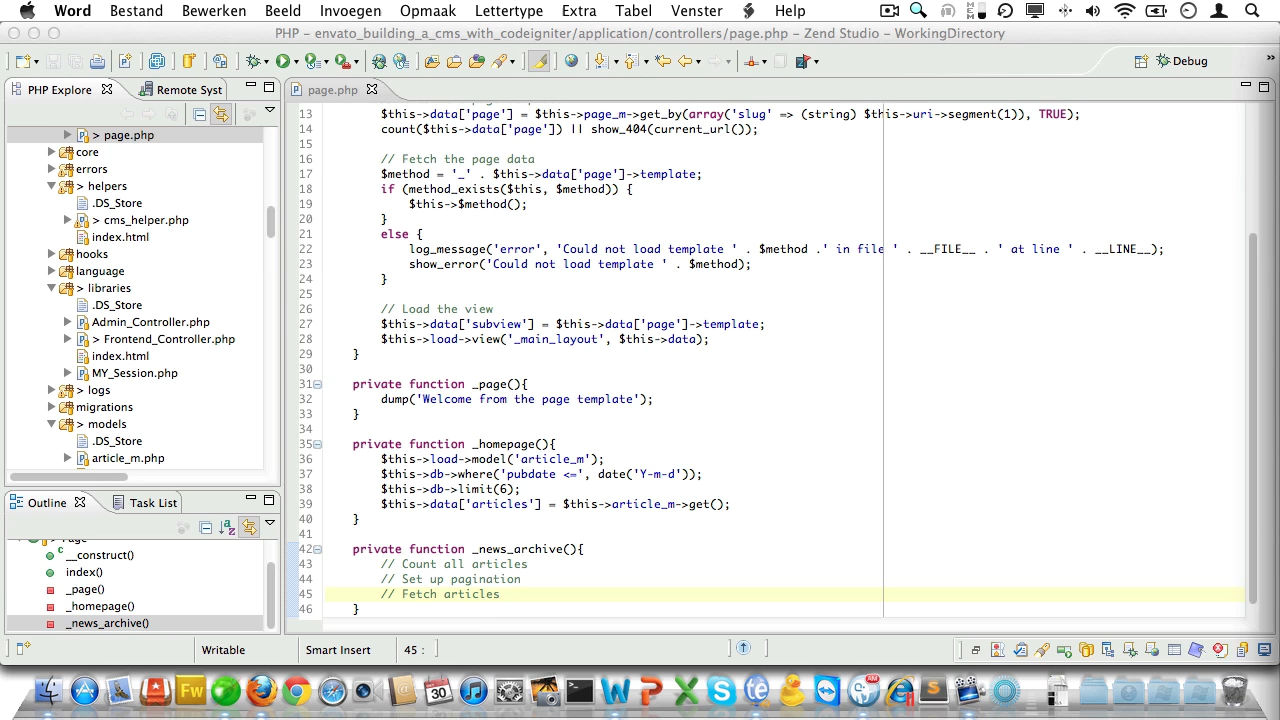 Word Bestand Bewerken Beeld Invoegen Opmaak Lettertype Extra Tabel Venster Help
PHP - envato_building_a_cms_with_codeigniter/application/controllers/page.php - Zend Studio - WorkingDirectory
Debug
PHP Explore
Remote Syst
> page.php
core
errors
> helpers
.DS_Store
> cms_helper.php
index.html
hooks
language
> libraries
.DS_Store
Admin_Controller.php
> Frontend_Controller.php
index.html
MY_Session.php
> logs
migrations
> models
.DS_Store
article_m.php
Outline
Task List
Page
__construct()
index()
_page()
_homepage()
_news_archive()
page.php
13 $this->data['page'] = $this->page_m->get_by(array('slug' => (string) $this->uri->segment(1)), TRUE);
14 count($this->data['page']) || show_404(current_url());
15
16 // Fetch the page data
17 $method = '_' . $this->data['page']->template;
18 if (method_exists($this, $method)) {
19 $this->$method();
20 }
21 else {
22 log_message('error', 'Could not load template ' . $method .' in file ' . __FILE__ . ' at line ' . __LINE__);
23 show_error('Could not load template ' . $method);
24 }
25
26 // Load the view
27 $this->data['subview'] = $this->data['page']->template;
28 $this->load->view('_main_layout', $this->data);
29 }
30
31 private function _page(){
32 dump('Welcome from the page template');
33 }
34
35 private function _homepage(){
36 $this->load->model('article_m');
37 $this->db->where('pubdate <=', date('Y-m-d'));
38 $this->db->limit(6);
39 $this->data['articles'] = $this->article_m->get();
40 }
41
42 private function _news_archive(){
43 // Count all articles
44 // Set up pagination
45 // Fetch articles
46 }
Writable
Smart Insert
45 :
Fw
30